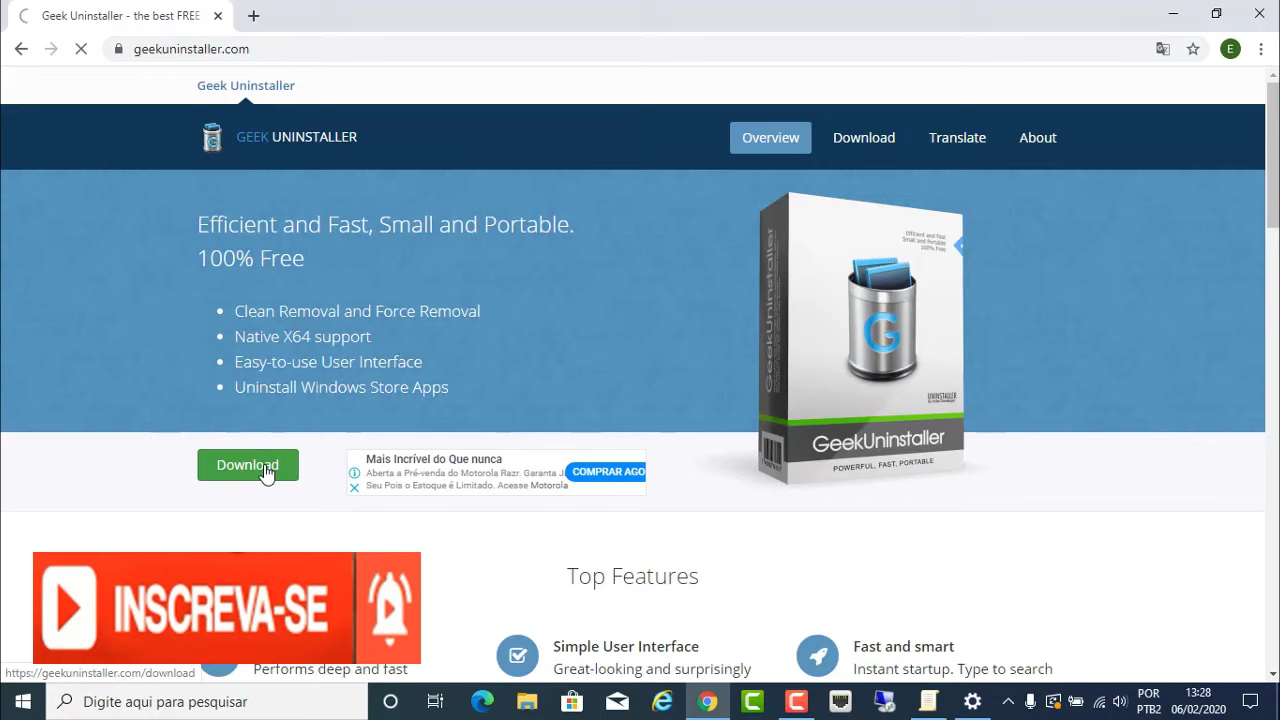 Geek Uninstaller - the best FREE
geekuninstaller.com
E
Geek Uninstaller
GEEK UNINSTALLER
Overview
Download
Translate
About
Efficient and Fast, Small and Portable.
100% Free
Clean Removal and Force Removal
Native X64 support
Easy-to-use User Interface
Uninstall Windows Store Apps
Efficient and Fast
Small and Portable
100% Free
GeekUninstaller
G
UNINSTALLER
GeekUninstaller
POWERFUL, FAST, PORTABLE
Download
Mais Incrível do Que nunca
Aberta a Pré-venda do Motorola Razr. Garanta J
Seu Pois o Estoque é Limitado. Acesse Motorola
COMPRAR AGO
Top Features
INSCREVA-SE
Simple User Interface
Great-looking and surprisingly
Fast and smart
Instant startup. Type to search
Performs deep and fast
https://geekuninstaller.com/download
Digite aqui para pesquisar
POR
PTB2
13:28
06/02/2020